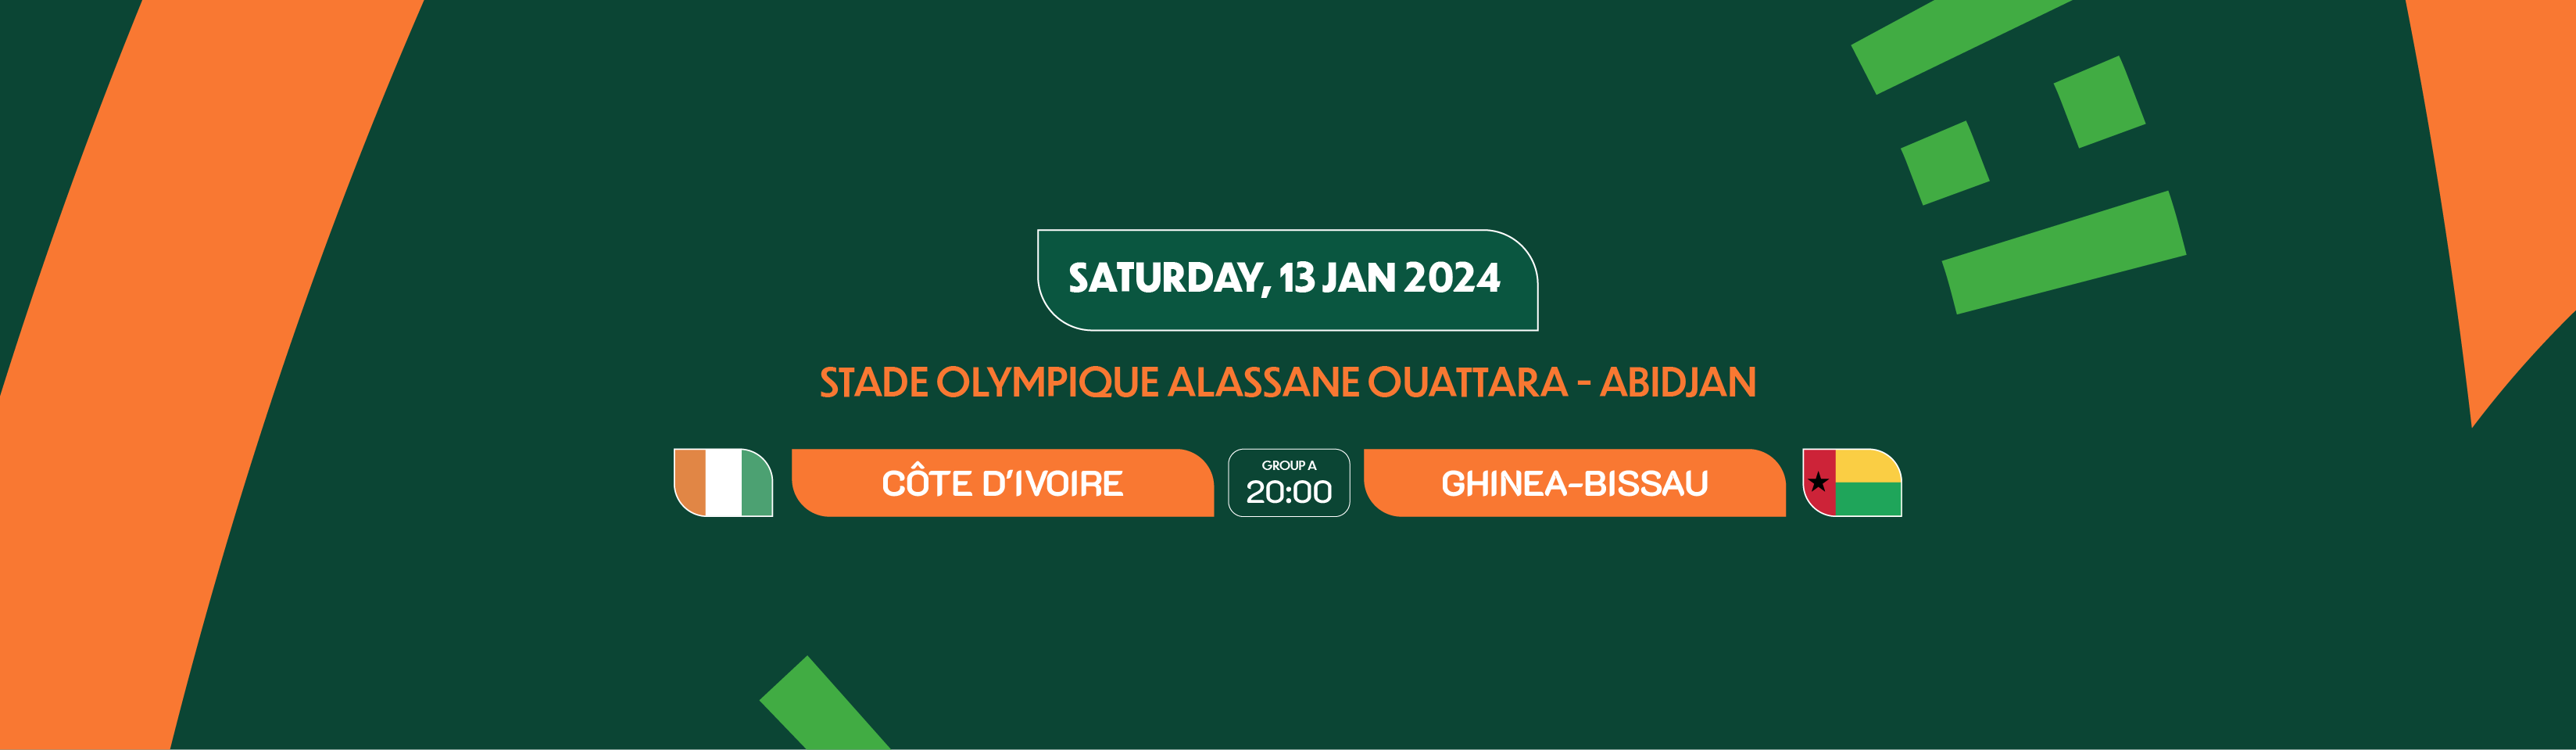 SATURDAY, 13 JAN 2024
STADE OLYMPIQUE ALASSANE OUATTARA - ABIDJAN
CÔTE D'IVOIRE
GROUP A
20:00
GHINEA-BISSAU